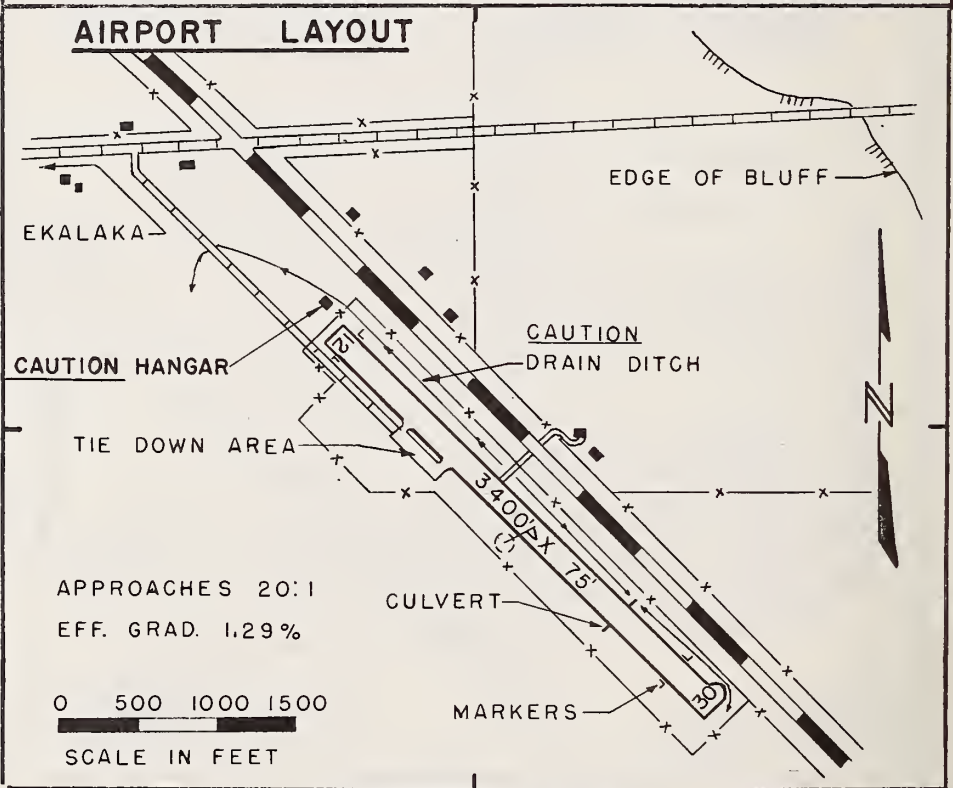 AIRPORT LAYOUT
EDGE OF BLUFF
EKALAKA
CAUTION
DRAIN DITCH
CAUTION HANGAR
12
N
TIE DOWN AREA
3400' X 75'
APPROACHES 20:1
EFF. GRAD. 1.29%
CULVERT
30
MARKERS
0 500 1000 1500
SCALE IN FEET